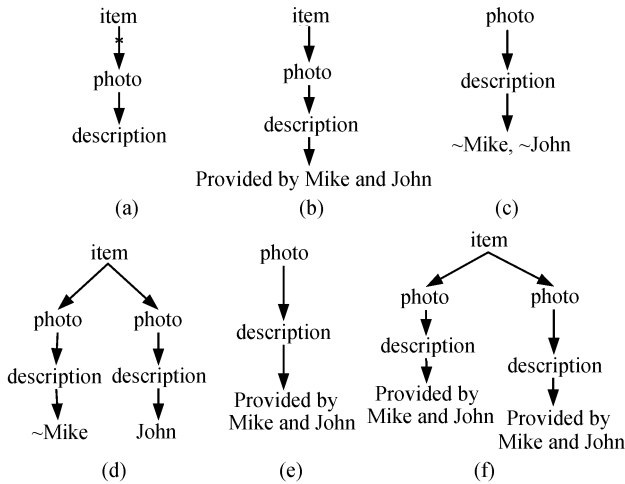 item
photo
description
(a)
item
photo
description
Provided by Mike and John
(b)
photo
description
~Mike, ~John
(c)
item
photo
photo
description
description
~Mike
John
(d)
photo
description
Provided by
Mike and John
(e)
item
photo
photo
description
description
Provided by
Mike and John
Provided by
Mike and John
(f)